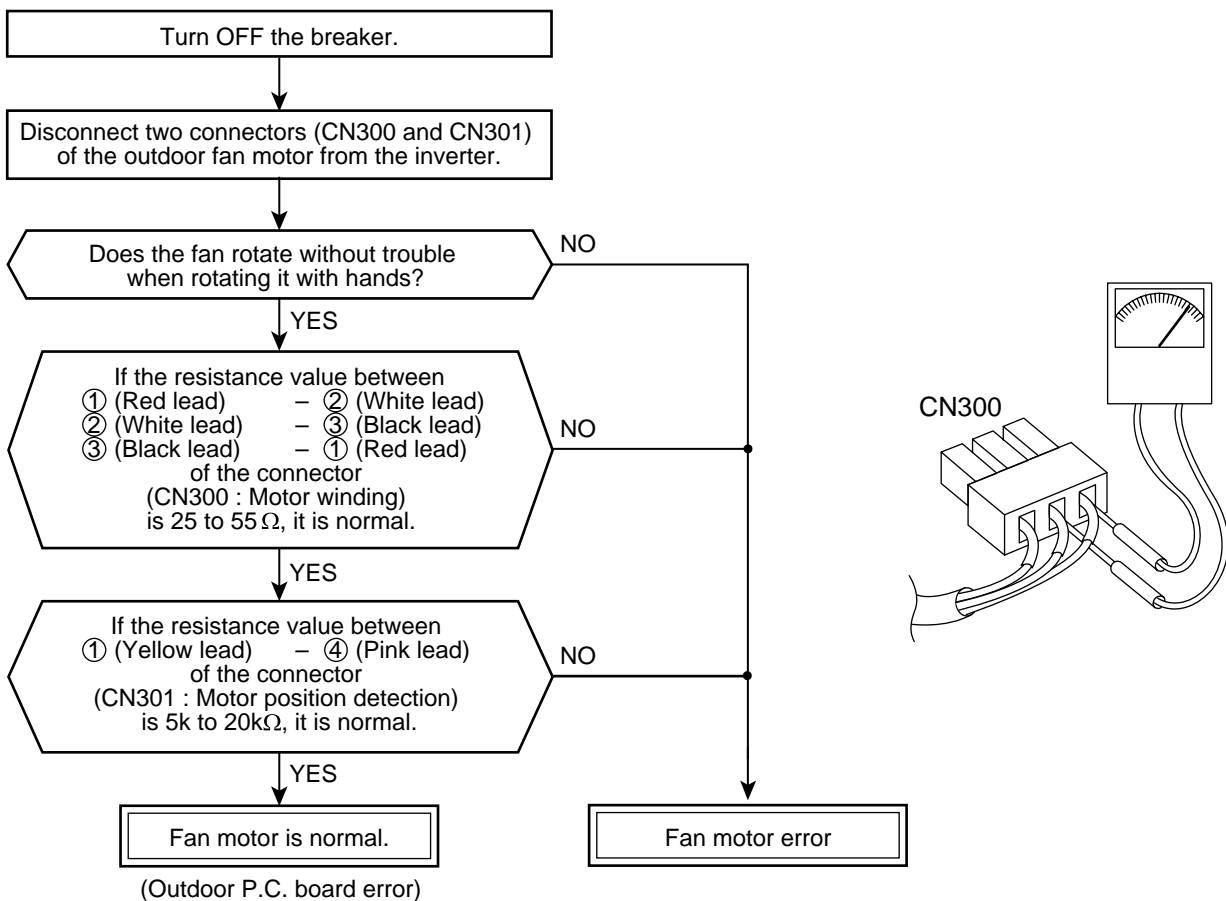 Turn OFF the breaker.
Disconnect two connectors (CN300 and CN301)
of the outdoor fan motor from the inverter.
Does the fan rotate without trouble
when rotating it with hands?
NO
YES
If the resistance value between
① (Red lead) – ② (White lead)
② (White lead) – ③ (Black lead)
③ (Black lead) – ① (Red lead)
of the connector
(CN300 : Motor winding)
is 25 to 55 Ω, it is normal.
NO
YES
If the resistance value between
① (Yellow lead) – ④ (Pink lead)
of the connector
(CN301 : Motor position detection)
is 5k to 20kΩ, it is normal.
NO
YES
Fan motor is normal.
(Outdoor P.C. board error)
Fan motor error
CN300